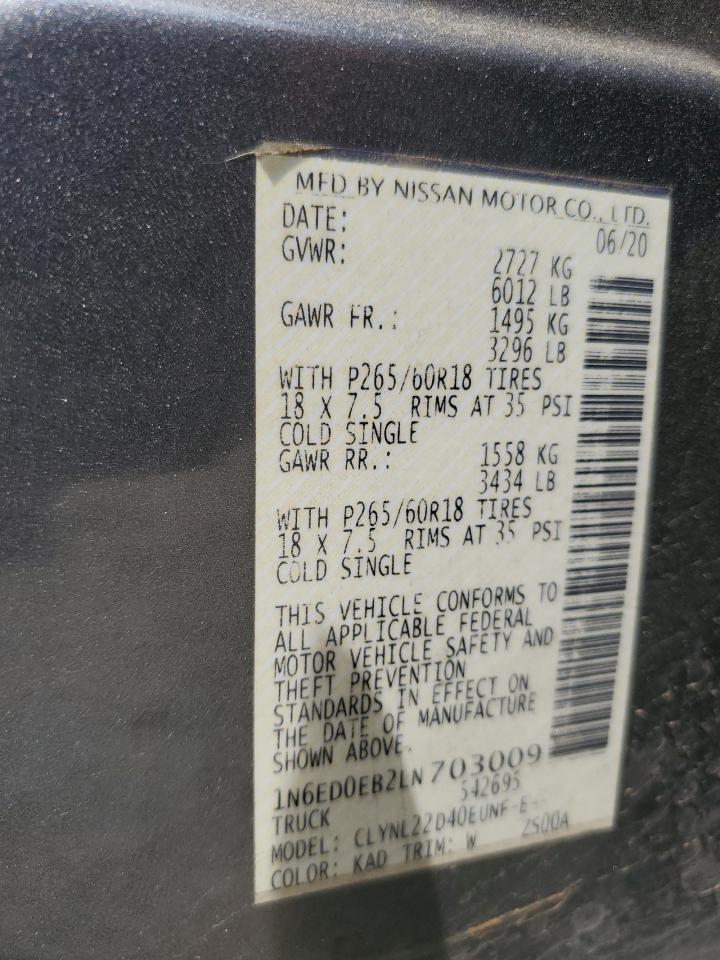 MFD BY NISSAN MOTOR CO., LTD.
DATE: 06/20
GVWR: 2727 KG
6012 LB
GAWR FR.: 1495 KG
3296 LB
WITH P265/60R18 TIRES
18 X 7.5 RIMS AT 35 PSI
COLD SINGLE
GAWR RR.: 1558 KG
3434 LB
WITH P265/60R18 TIRES
18 X 7.5 RIMS AT 35 PSI
COLD SINGLE
THIS VEHICLE CONFORMS TO
ALL APPLICABLE FEDERAL
MOTOR VEHICLE SAFETY AND
THEFT PREVENTION
STANDARDS IN EFFECT ON
THE DATE OF MANUFACTURE
SHOWN ABOVE.
1N6ED0EB2LN703009
TRUCK 542695
MODEL: CLYNL22D40EUNF-E--
COLOR: KAD TRIM: W 2S00A